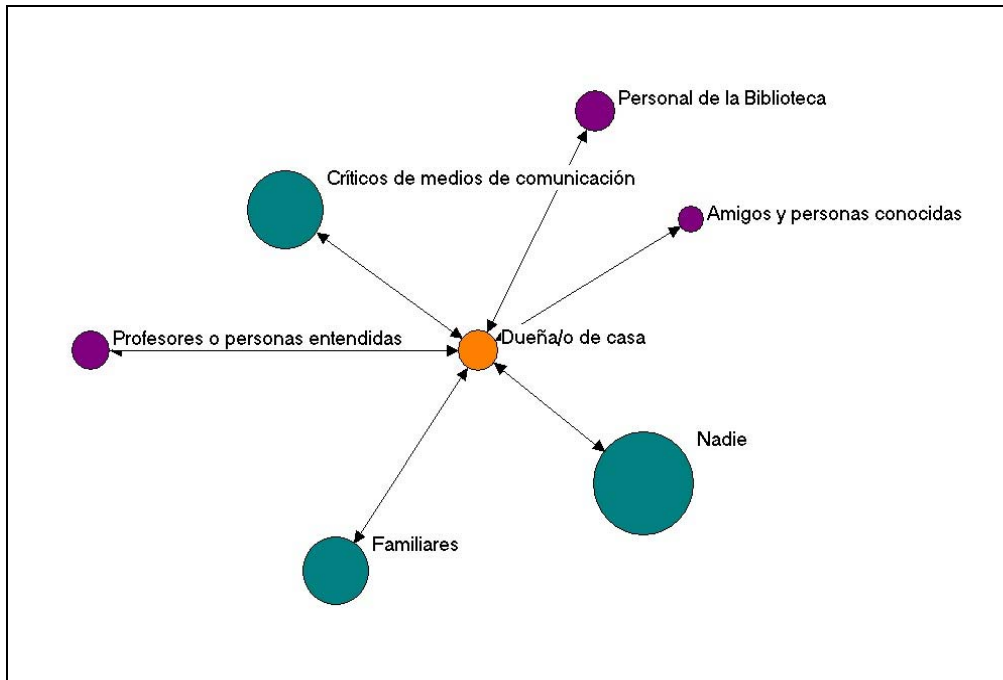 Personal de la Biblioteca
Críticos de medios de comunicación
Amigos y personas conocidas
Profesores o personas entendidas
Dueña/o de casa
Nadie
Familiares